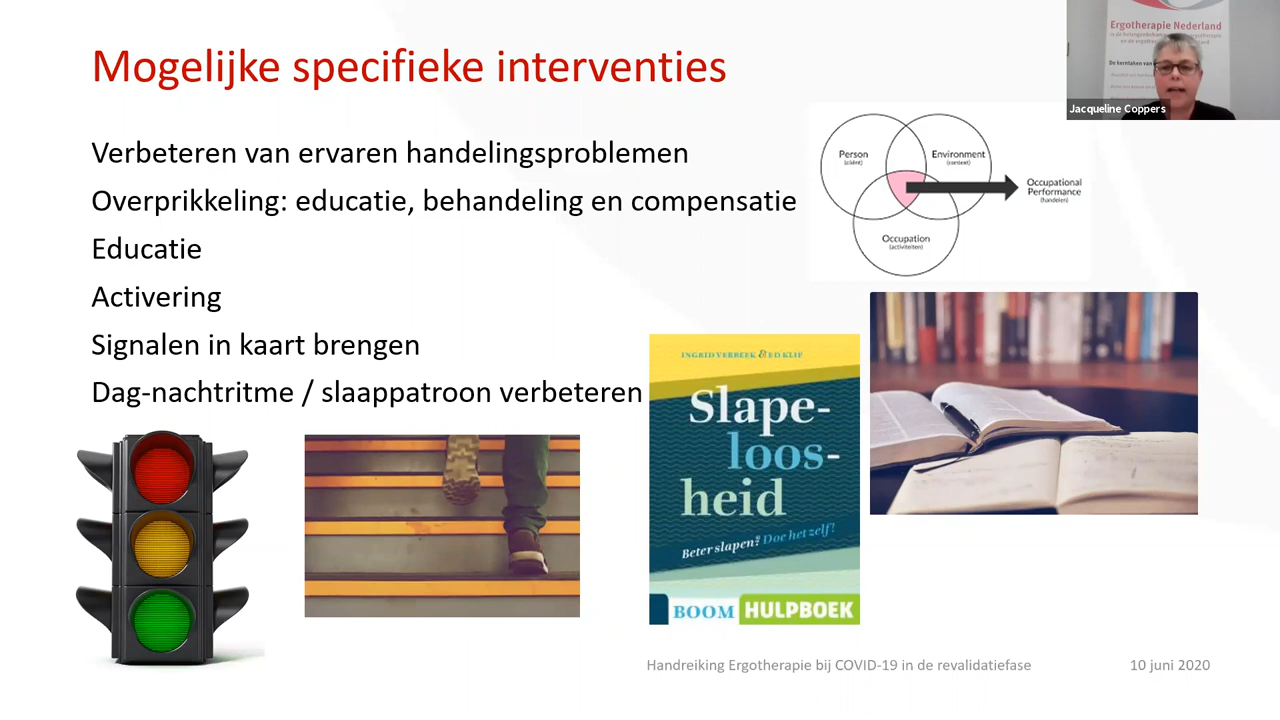 Mogelijke specifieke interventies
Ergotherapie Nederland
Jacqueline Coppers
Verbeteren van ervaren handelingsproblemen
Overprikkeling: educatie, behandeling en compensatie
Educatie
Activering
Signalen in kaart brengen
Dag-nachtritme / slaappatroon verbeteren
Person
(cliënt)
Environment
(context)
Occupational
Performance
(handelen)
Occupation
(activiteiten)
INGRID VERBEEK & ED KLIP
Slape-
loos-
heid
Beter slapen? Doe het zelf!
BOOM HULPBOEK
Handreiking Ergotherapie bij COVID-19 in de revalidatiefase
10 juni 2020